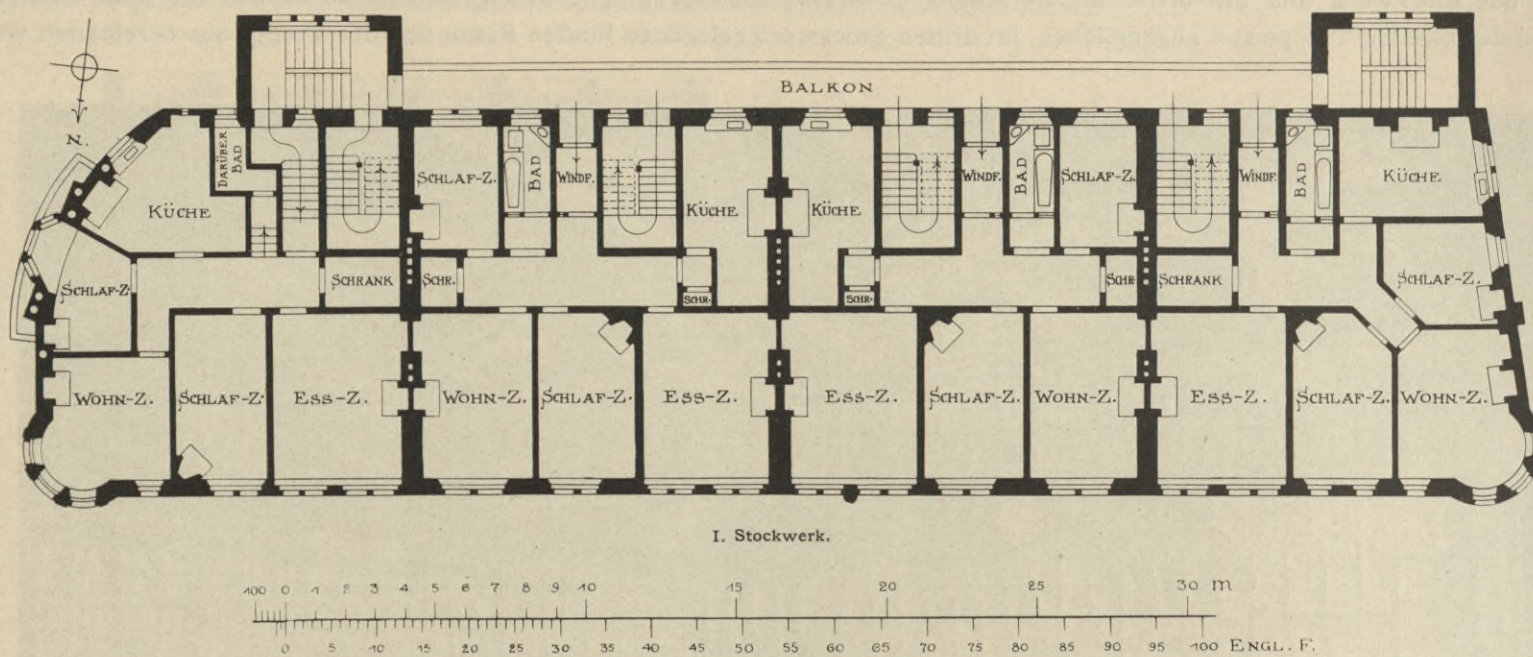 BALKON
N.
DARÜBER BAD
SCHLAF-Z.
BAD
WINDF.
WINDF.
BAD
SCHLAF-Z.
WINDF.
BAD
KÜCHE
KÜCHE
KÜCHE
KÜCHE
SCHLAF-Z.
SCHRANK
SCHR.
SCHR.
SCHR.
SCHR.
SCHRANK
SCHLAF-Z.
WOHN-Z.
SCHLAF-Z.
ESS-Z.
WOHN-Z.
SCHLAF-Z.
ESS-Z.
ESS-Z.
SCHLAF-Z.
WOHN-Z.
ESS-Z.
SCHLAF-Z.
WOHN-Z.
I. Stockwerk.
100 0 1 2 3 4 5 6 7 8 9 10 15 20 25 30 m
0 5 10 15 20 25 30 35 40 45 50 55 60 65 70 75 80 85 90 95 100 ENGL. F.